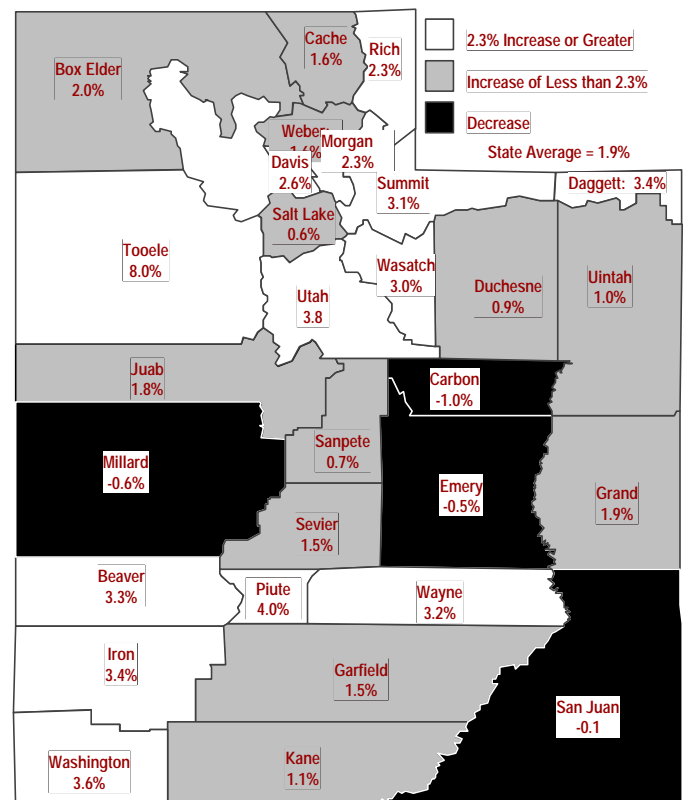 Cache
1.6%
Rich
2.3%
2.3% Increase or Greater
Box Elder
2.0%
Increase of Less than 2.3%
Decrease
Weber
1.6%
Morgan
2.3%
State Average = 1.9%
Davis
2.6%
Summit
3.1%
Daggett: 3.4%
Salt Lake
0.6%
Tooele
8.0%
Wasatch
3.0%
Utah
3.8
Duchesne
0.9%
Uintah
1.0%
Juab
1.8%
Carbon
-1.0%
Sanpete
0.7%
Millard
-0.6%
Emery
-0.5%
Grand
1.9%
Sevier
1.5%
Beaver
3.3%
Piute
4.0%
Wayne
3.2%
Iron
3.4%
Garfield
1.5%
San Juan
-0.1
Washington
3.6%
Kane
1.1%